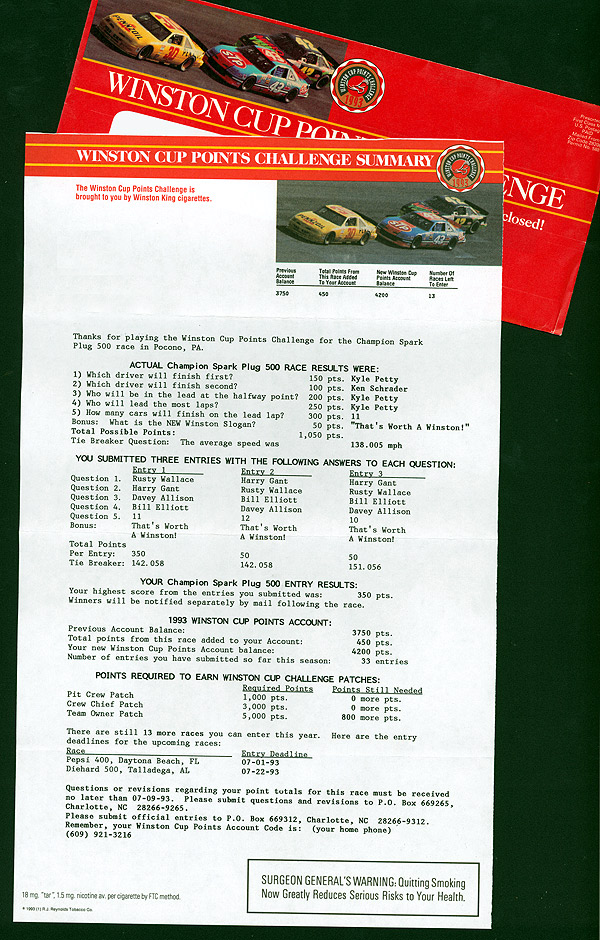 WINSTON CUP POIN
NGE
closed!
PAID
WINSTON CUP POINTS CHALLENGE SUMMARY
The Winston Cup Points Challenge is
brought to you by Winston King cigarettes.
PENNZOIL
STP
43
STP
Previous Account Balance
Total Points From This Race Added To Your Account
New Winston Cup Points Account Balance
Number Of Races Left To Enter
3750 450 4200 13
Thanks for playing the Winston Cup Points Challenge for the Champion Spark
Plug 500 race in Pocono, PA.
ACTUAL Champion Spark Plug 500 RACE RESULTS WERE:
1) Which driver will finish first? 150 pts. Kyle Petty
2) Which driver will finish second? 100 pts. Ken Schrader
3) Who will be in the lead at the halfway point? 200 pts. Kyle Petty
4) Who will lead the most laps? 250 pts. Kyle Petty
5) How many cars will finish on the lead lap? 300 pts. 11
Bonus: What is the NEW Winston Slogan? 50 pts. "That's Worth A Winston!"
Total Possible Points: 1,050 pts.
Tie Breaker Question: The average speed was 138.005 mph
YOU SUBMITTED THREE ENTRIES WITH THE FOLLOWING ANSWERS TO EACH QUESTION:
Entry 1 Entry 2 Entry 3
Question 1. Rusty Wallace Harry Gant Harry Gant
Question 2. Harry Gant Rusty Wallace Rusty Wallace
Question 3. Davey Allison Bill Elliott Bill Elliott
Question 4. Bill Elliott Davey Allison Davey Allison
Question 5. 11 12 10
Bonus: That's Worth That's Worth That's Worth
A Winston! A Winston! A Winston!
Total Points
Per Entry: 350 50 50
Tie Breaker: 142.058 142.058 151.056
YOUR Champion Spark Plug 500 ENTRY RESULTS:
Your highest score from the entries you submitted was: 350 pts.
Winners will be notified separately by mail following the race.
1993 WINSTON CUP POINTS ACCOUNT:
Previous Account Balance: 3750 pts.
Total points from this race added to your Account: 450 pts.
Your new Winston Cup Points Account balance: 4200 pts.
Number of entries you have submitted so far this season: 33 entries
POINTS REQUIRED TO EARN WINSTON CUP CHALLENGE PATCHES:
Required Points Points Still Needed
Pit Crew Patch 1,000 pts. 0 more pts.
Crew Chief Patch 3,000 pts. 0 more pts.
Team Owner Patch 5,000 pts. 800 more pts.
There are still 13 more races you can enter this year. Here are the entry
deadlines for the upcoming races:
Race Entry Deadline
Pepsi 400, Daytona Beach, FL 07-01-93
Diehard 500, Talladega, AL 07-22-93
Questions or revisions regarding your point totals for this race must be received
no later than 07-09-93. Please submit questions and revisions to P.O. Box 669265,
Charlotte, NC 28266-9265.
Please submit official entries to P.O. Box 669312, Charlotte, NC 28266-9312.
Remember, your Winston Cup Points Account Code is: (your home phone)
(609) 921-3216
18 mg. "tar", 1.5 mg. nicotine av. per cigarette by FTC method.
© 1993 (1) R.J. Reynolds Tobacco Co.
SURGEON GENERAL'S WARNING: Quitting Smoking
Now Greatly Reduces Serious Risks to Your Health.